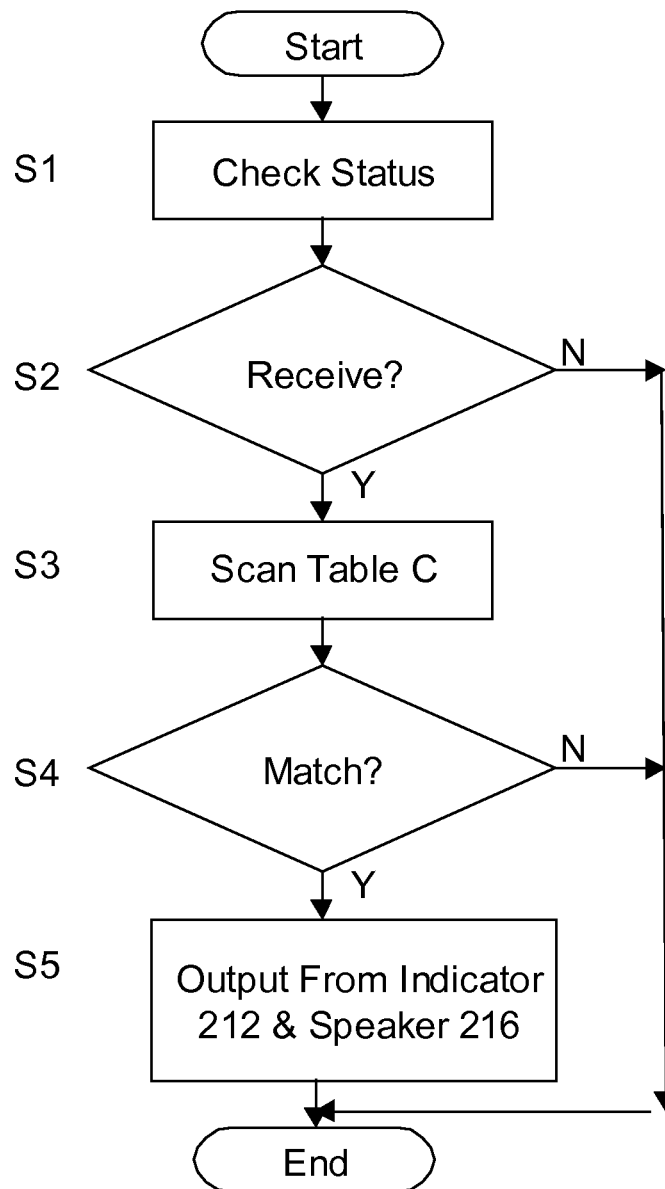 Start
S1
Check Status
S2
Receive?
N
Y
S3
Scan Table C
S4
Match?
N
Y
S5
Output From Indicator
212 & Speaker 216
End